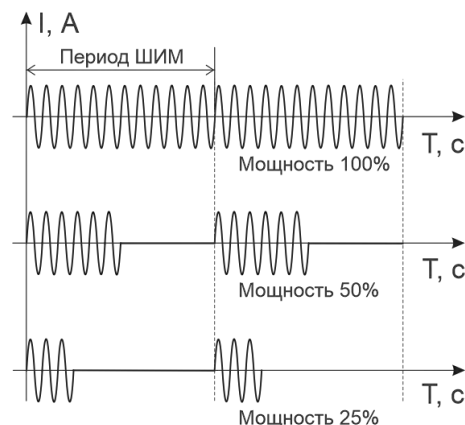 I, А
Период ШИМ
Т, с
Мощность 100%
Т, с
Мощность 50%
Т, с
Мощность 25%